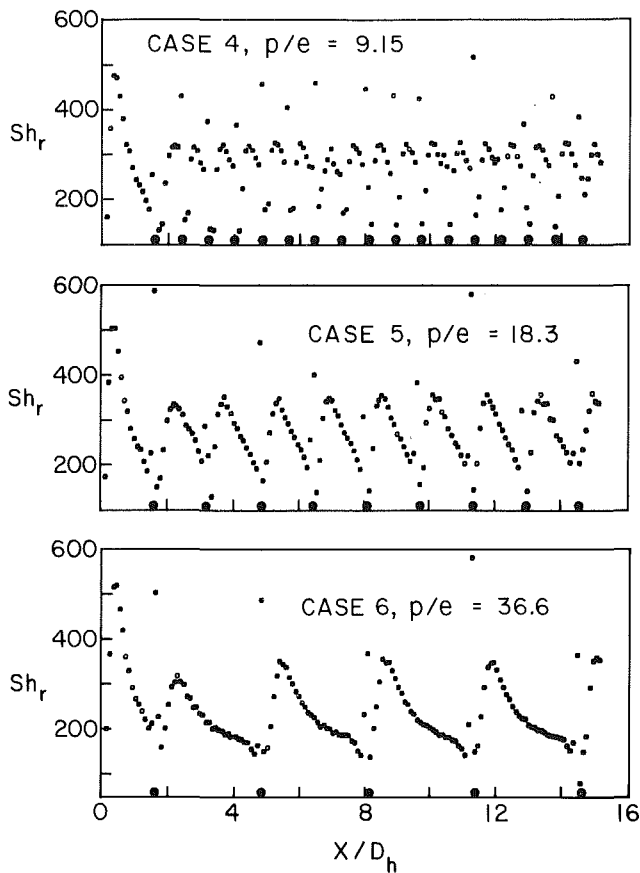 CASE 4, p/e = 9.15
600
400
Sh_r
200
600
CASE 5, p/e = 18.3
400
Sh_r
200
600
CASE 6, p/e = 36.6
400
Sh_r
200
0 4 8 12 16
X/D_h